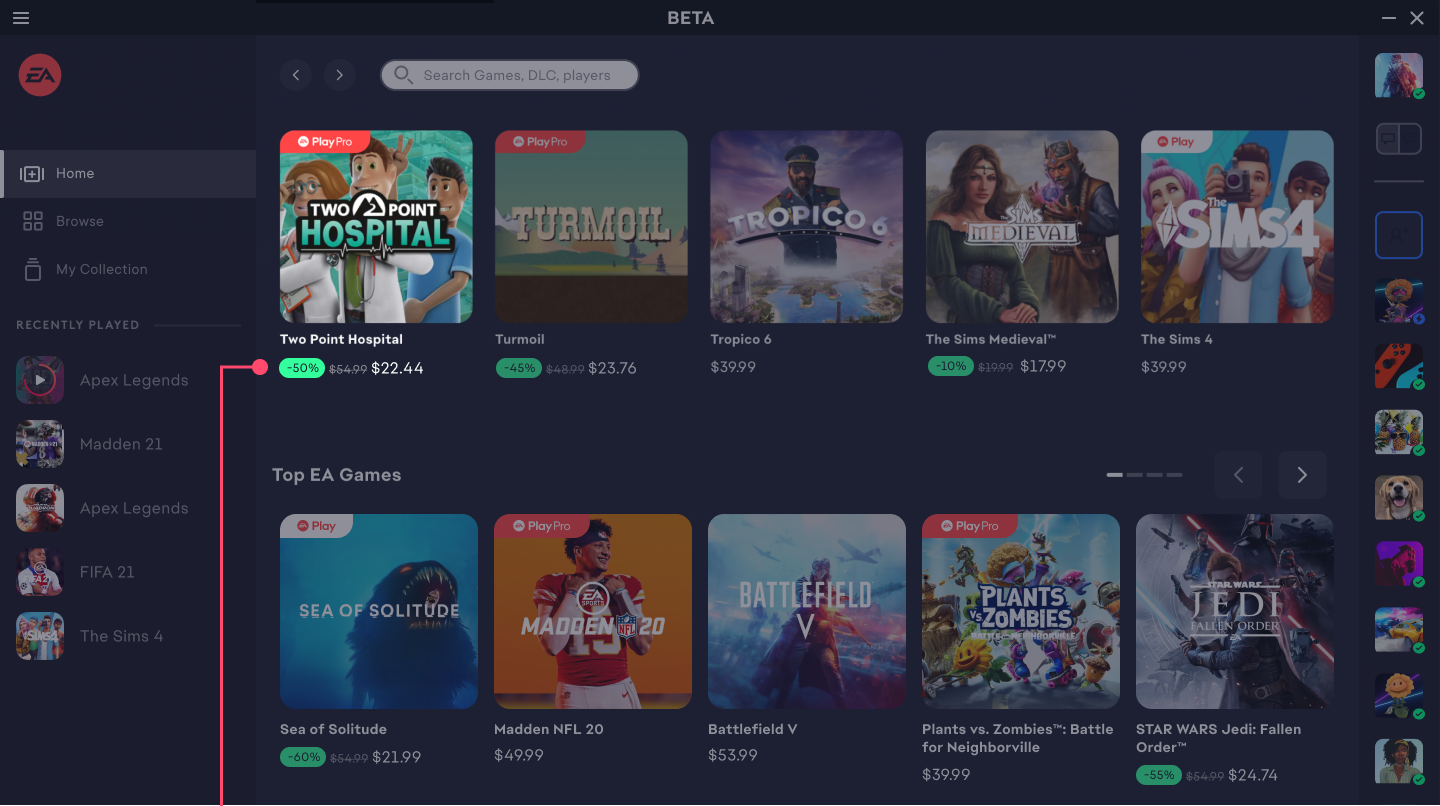 BETA
EA
Search Games, DLC, players
Home
Browse
My Collection
RECENTLY PLAYED
Apex Legends
Madden 21
Apex Legends
FIFA 21
The Sims 4
Play Pro
TWO POINT
HOSPITAL
Two Point Hospital
-50% $54.99 $22.44
Play Pro
TURMOIL
Turmoil
-45% $48.99 $23.76
TROPICO 6
Tropico 6
$39.99
The SIMS
MEDIEVAL
The Sims Medieval™
-10% $19.99 $17.99
Play
The
SIMS4
The Sims 4
$39.99
Top EA Games
Play
SEA OF SOLITUDE
Sea of Solitude
-60% $54.99 $21.99
Play Pro
EA
SPORTS
MADDEN NFL 20
Madden NFL 20
$49.99
BATTLEFIELD
V
Battlefield V
$53.99
Play Pro
PLANTS
VS.
ZOMBIES
BATTLE FOR NEIGHBORVILLE
Plants vs. Zombies™: Battle
for Neighborville
$39.99
STAR WARS
JEDI
FALLEN ORDER
STAR WARS Jedi: Fallen
Order™
-55% $54.99 $24.74